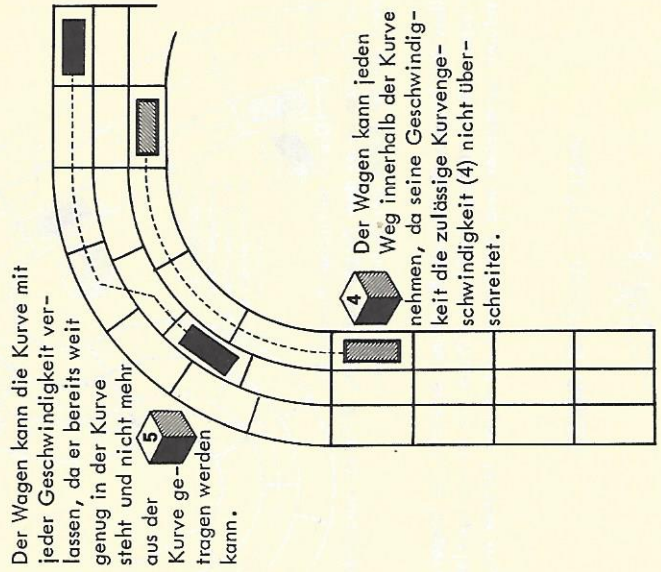 Der Wagen kann die Kurve mit
jeder Geschwindigkeit ver-
lassen, da er bereits weit
genug in der Kurve
steht und nicht mehr
aus der
Kurve ge-
tragen werden
kann.
5
4
Der Wagen kann jeden
Weg innerhalb der Kurve
nehmen, da seine Geschwindig-
keit die zulässige Kurvenge-
schwindigkeit (4) nicht über-
schreitet.